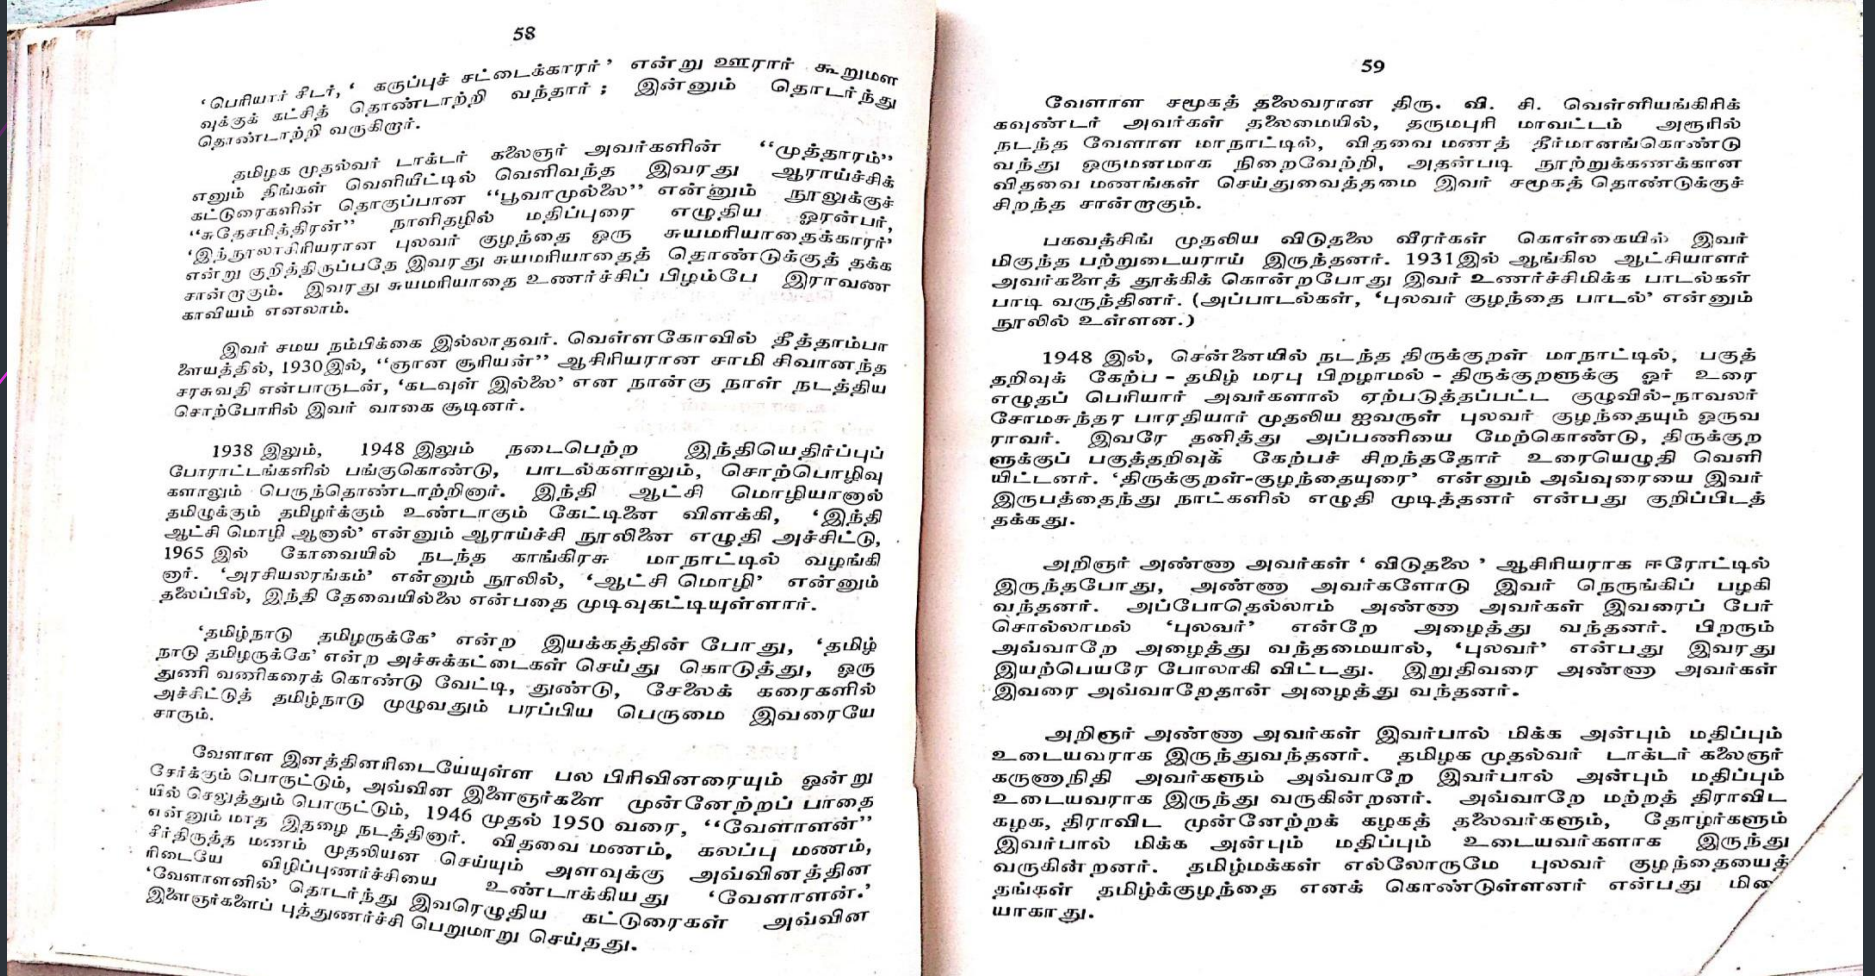 58
‘பெரியார் சீடர், ‘ கருப்புச் சட்டைக்காரர்’ என்று ஊரார் கூறுமள
வுக்குக் கட்சித் தொண்டாற்றி வந்தார் ; இன்னும் தொடர்ந்து
தொண்டாற்றி வருகிறார்.
தமிழக முதல்வர் டாக்டர் கலைஞர் அவர்களின் “முத்தாரம்”
எனும் திங்கள் வெளியீட்டில் வெளிவந்த இவரது ஆராய்ச்சிக்
கட்டுரைகளின் தொகுப்பான “பூவாமுல்லை” என்னும் நூலுக்குச்
“சுதேசமித்திரன்” நாளிதழில் மதிப்புரை எழுதிய ஓரன்பர்,
‘இந்நூலாசிரியரான புலவர் குழந்தை ஒரு சுயமரியாதைக்காரர்’
என்று குறித்திருப்பதே இவரது சுயமரியாதைத் தொண்டுக்குத் தக்க
சான்றாகும். இவரது சுயமரியாதை உணர்ச்சிப் பிழம்பே இராவண
காவியம் எனலாம்.
இவர் சமய நம்பிக்கை இல்லாதவர். வெள்ளகோவில் தீத்தாம்பா
ளையத்தில், 1930இல், “ஞான சூரியன்” ஆசிரியரான சாமி சிவானந்த
சரசுவதி என்பாருடன், ‘கடவுள் இல்லை’ என நான்கு நாள் நடத்திய
சொற்போரில் இவர் வாகை சூடினர்.
1938 இலும், 1948 இலும் நடைபெற்ற இந்தியெதிர்ப்புப்
போராட்டங்களில் பங்குகொண்டு, பாடல்களாலும், சொற்பொழிவு
களாலும் பெருந்தொண்டாற்றினார். இந்தி ஆட்சி மொழியானால்
தமிழுக்கும் தமிழர்க்கும் உண்டாகும் கேட்டினை விளக்கி, ‘இந்தி
ஆட்சி மொழி ஆனால்’ என்னும் ஆராய்ச்சி நூலினை எழுதி அச்சிட்டு,
1965 இல் கோவையில் நடந்த காங்கிரசு மாநாட்டில் வழங்கி
னார். ‘அரசியலரங்கம்’ என்னும் நூலில், ‘ஆட்சி மொழி’ என்னும்
தலைப்பில், இந்தி தேவையில்லை என்பதை முடிவுகட்டியுள்ளார்.
‘தமிழ்நாடு தமிழருக்கே’ என்ற இயக்கத்தின் போது, ‘தமிழ்
நாடு தமிழருக்கே’ என்ற அச்சுக்கட்டைகள் செய்து கொடுத்து, ஒரு
துணி வணிகரைக் கொண்டு வேட்டி, துண்டு, சேலைக் கரைகளில்
அச்சிட்டுத் தமிழ்நாடு முழுவதும் பரப்பிய பெருமை இவரையே
சாரும்.
வேளாள இனத்தினரிடையேயுள்ள பல பிரிவினரையும் ஒன்று
சேர்க்கும் பொருட்டும், அவ்வின இளைஞர்களை முன்னேற்றப் பாதை
யில் செலுத்தும் பொருட்டும், 1946 முதல் 1950 வரை, “வேளாளன்”
என்னும் மாத இதழை நடத்தினார். விதவை மணம், கலப்பு மணம்,
சீர்திருத்த மணம் முதலியன செய்யும் அளவுக்கு அவ்வினத்தின
ரிடையே விழிப்புணர்ச்சியை உண்டாக்கியது ‘வேளாளன்.’
‘வேளாளனில்’ தொடர்ந்து இவரெழுதிய கட்டுரைகள் அவ்வின
இளைஞர்களைப் புத்துணர்ச்சி பெறுமாறு செய்தது.
59
வேளாள சமூகத் தலைவரான திரு. வி. சி. வெள்ளியங்கிரிக்
கவுண்டர் அவர்கள் தலைமையில், தருமபுரி மாவட்டம் அரூரில்
நடந்த வேளாள மாநாட்டில், விதவை மணத் தீர்மானங்கொண்டு
வந்து ஒருமனமாக நிறைவேற்றி, அதன்படி நூற்றுக்கணக்கான
விதவை மணங்கள் செய்துவைத்தமை இவர் சமூகத் தொண்டுக்குச்
சிறந்த சான்றாகும்.
பகவத்சிங் முதலிய விடுதலை வீரர்கள் கொள்கையில் இவர்
மிகுந்த பற்றுடையராய் இருந்தனர். 1931இல் ஆங்கில ஆட்சியாளர்
அவர்களைத் தூக்கிக் கொன்றபோது இவர் உணர்ச்சிமிக்க பாடல்கள்
பாடி வருந்தினர். (அப்பாடல்கள், ‘புலவர் குழந்தை பாடல்’ என்னும்
நூலில் உள்ளன.)
1948 இல், சென்னையில் நடந்த திருக்குறள் மாநாட்டில், பகுத்
தறிவுக் கேற்ப – தமிழ் மரபு பிறழாமல் – திருக்குறளுக்கு ஓர் உரை
எழுதப் பெரியார் அவர்களால் ஏற்படுத்தப்பட்ட குழுவில்–நாவலர்
சோமசுந்தர பாரதியார் முதலிய ஐவருள் புலவர் குழந்தையும் ஒருவ
ராவர். இவரே தனித்து அப்பணியை மேற்கொண்டு, திருக்குற
ளுக்குப் பகுத்தறிவுக் கேற்பச் சிறந்ததோர் உரையெழுதி வெளி
யிட்டனர். ‘திருக்குறள்-குழந்தையுரை’ என்னும் அவ்வுரையை இவர்
இருபத்தைந்து நாட்களில் எழுதி முடித்தனர் என்பது குறிப்பிடத்
தக்கது.
அறிஞர் அண்ணா அவர்கள் ‘ விடுதலை ’ ஆசிரியராக ஈரோட்டில்
இருந்தபோது, அண்ணா அவர்களோடு இவர் நெருங்கிப் பழகி
வந்தனர். அப்போதெல்லாம் அண்ணா அவர்கள் இவரைப் பேர்
சொல்லாமல் ‘புலவர்’ என்றே அழைத்து வந்தனர். பிறரும்
அவ்வாறே அழைத்து வந்தமையால், ‘புலவர்’ என்பது இவரது
இயற்பெயரே போலாகி விட்டது. இறுதிவரை அண்ணா அவர்கள்
இவரை அவ்வாறேதான் அழைத்து வந்தனர்.
அறிஞர் அண்ணா அவர்கள் இவர்பால் மிக்க அன்பும் மதிப்பும்
உடையவராக இருந்துவந்தனர். தமிழக முதல்வர் டாக்டர் கலைஞர்
கருணாநிதி அவர்களும் அவ்வாறே இவர்பால் அன்பும் மதிப்பும்
உடையவராக இருந்து வருகின்றனர். அவ்வாறே மற்றத் திராவிட
கழக, திராவிட முன்னேற்றக் கழகத் தலைவர்களும், தோழர்களும்
இவர்பால் மிக்க அன்பும் மதிப்பும் உடையவர்களாக இருந்து
வருகின்றனர். தமிழ்மக்கள் எல்லோருமே புலவர் குழந்தையைத்
தங்கள் தமிழ்க்குழந்தை எனக் கொண்டுள்ளனர் என்பது மிகை
யாகாது.